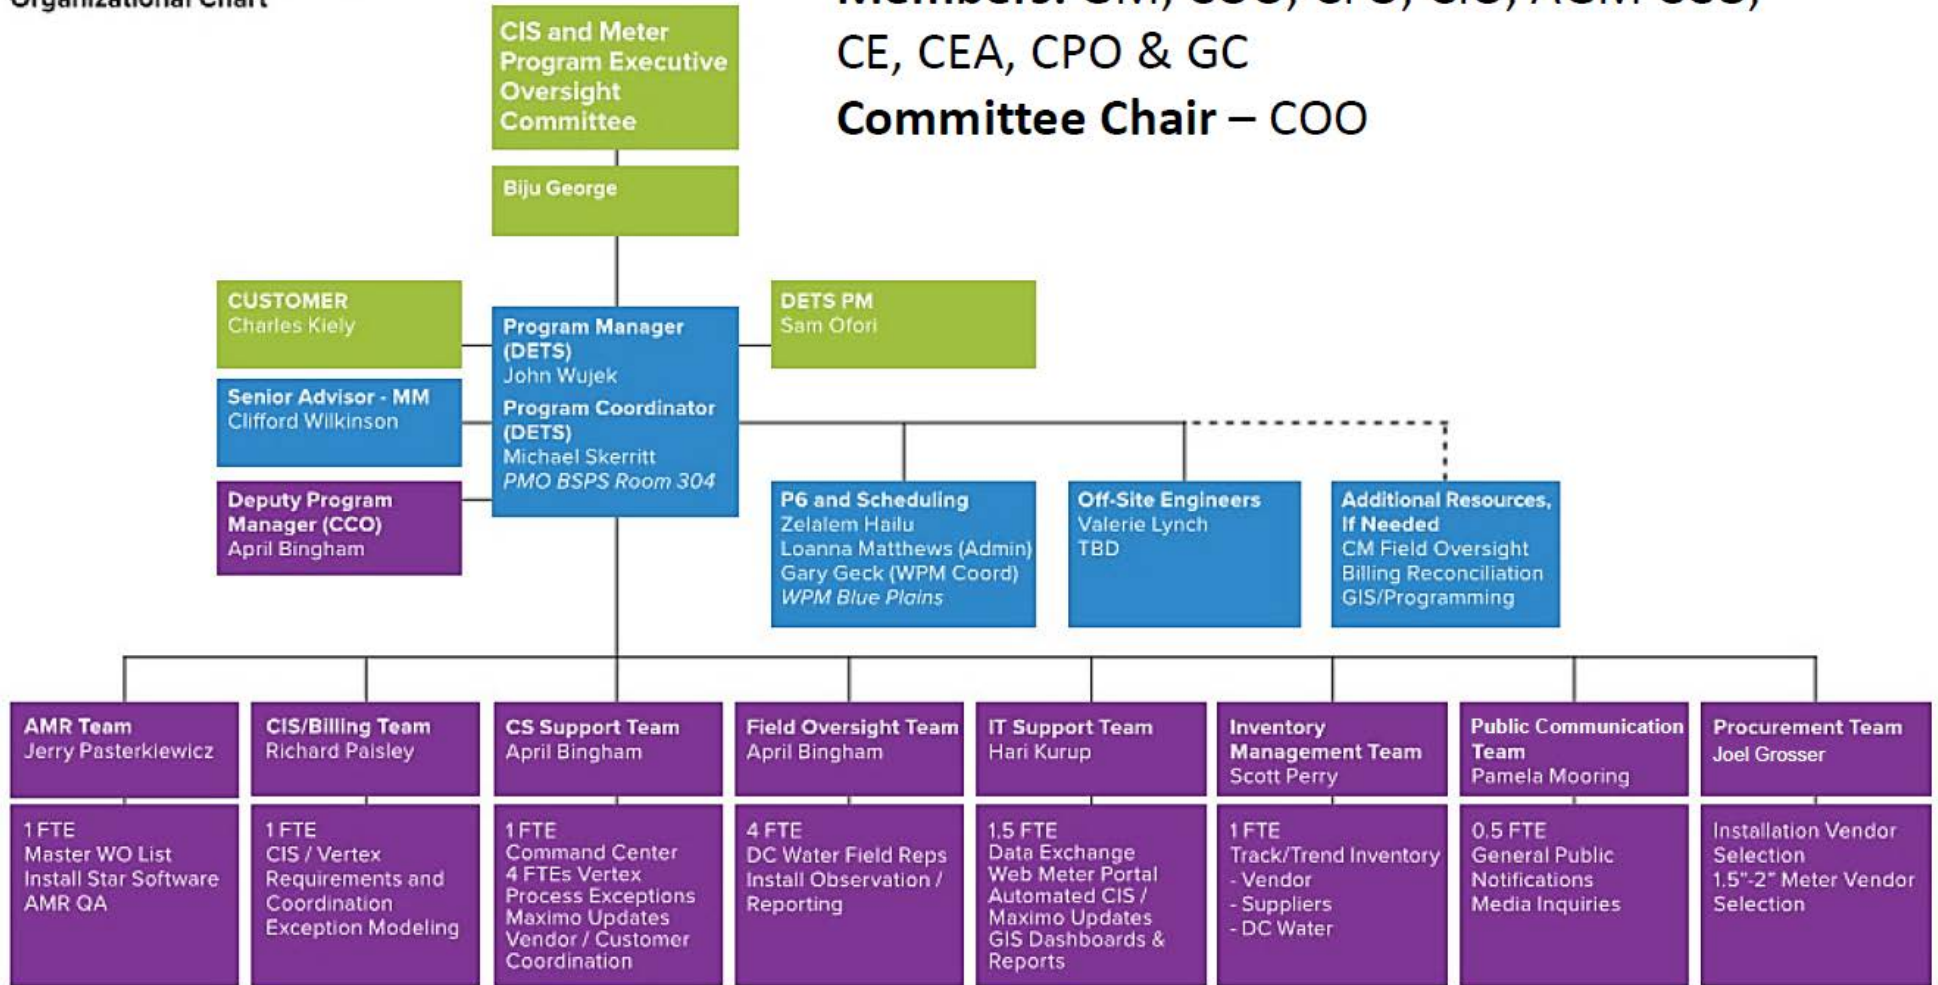 Organizational Chart
Members: GM, COO, CFO, CIO, AGM CSO,
CE, CEA, CPO & GC
Committee Chair – COO
CIS and Meter
Program Executive
Oversight
Committee
Biju George
CUSTOMER
Charles Kiely
DETS PM
Sam Ofori
Program Manager
(DETS)
John Wujek
Program Coordinator
(DETS)
Michael Skerritt
PMO BSPS Room 304
Senior Advisor - MM
Clifford Wilkinson
Deputy Program
Manager (CCO)
April Bingham
P6 and Scheduling
Zelalem Hailu
Loanna Matthews (Admin)
Gary Geck (WPM Coord)
WPM Blue Plains
Off-Site Engineers
Valerie Lynch
TBD
Additional Resources,
If Needed
CM Field Oversight
Billing Reconciliation
GIS/Programming
AMR Team
Jerry Pasterkiewicz
1 FTE
Master WO List
Install Star Software
AMR QA
CIS/Billing Team
Richard Paisley
1 FTE
CIS / Vertex
Requirements and
Coordination
Exception Modeling
CS Support Team
April Bingham
1 FTE
Command Center
4 FTEs Vertex
Process Exceptions
Maximo Updates
Vendor / Customer
Coordination
Field Oversight Team
April Bingham
4 FTE
DC Water Field Reps
Install Observation /
Reporting
IT Support Team
Hari Kurup
1.5 FTE
Data Exchange
Web Meter Portal
Automated CIS /
Maximo Updates
GIS Dashboards &
Reports
Inventory
Management Team
Scott Perry
1 FTE
Track/Trend Inventory
- Vendor
- Suppliers
- DC Water
Public Communication
Team
Pamela Mooring
0.5 FTE
General Public
Notifications
Media Inquiries
Procurement Team
Joel Grosser
Installation Vendor
Selection
1.5"-2" Meter Vendor
Selection